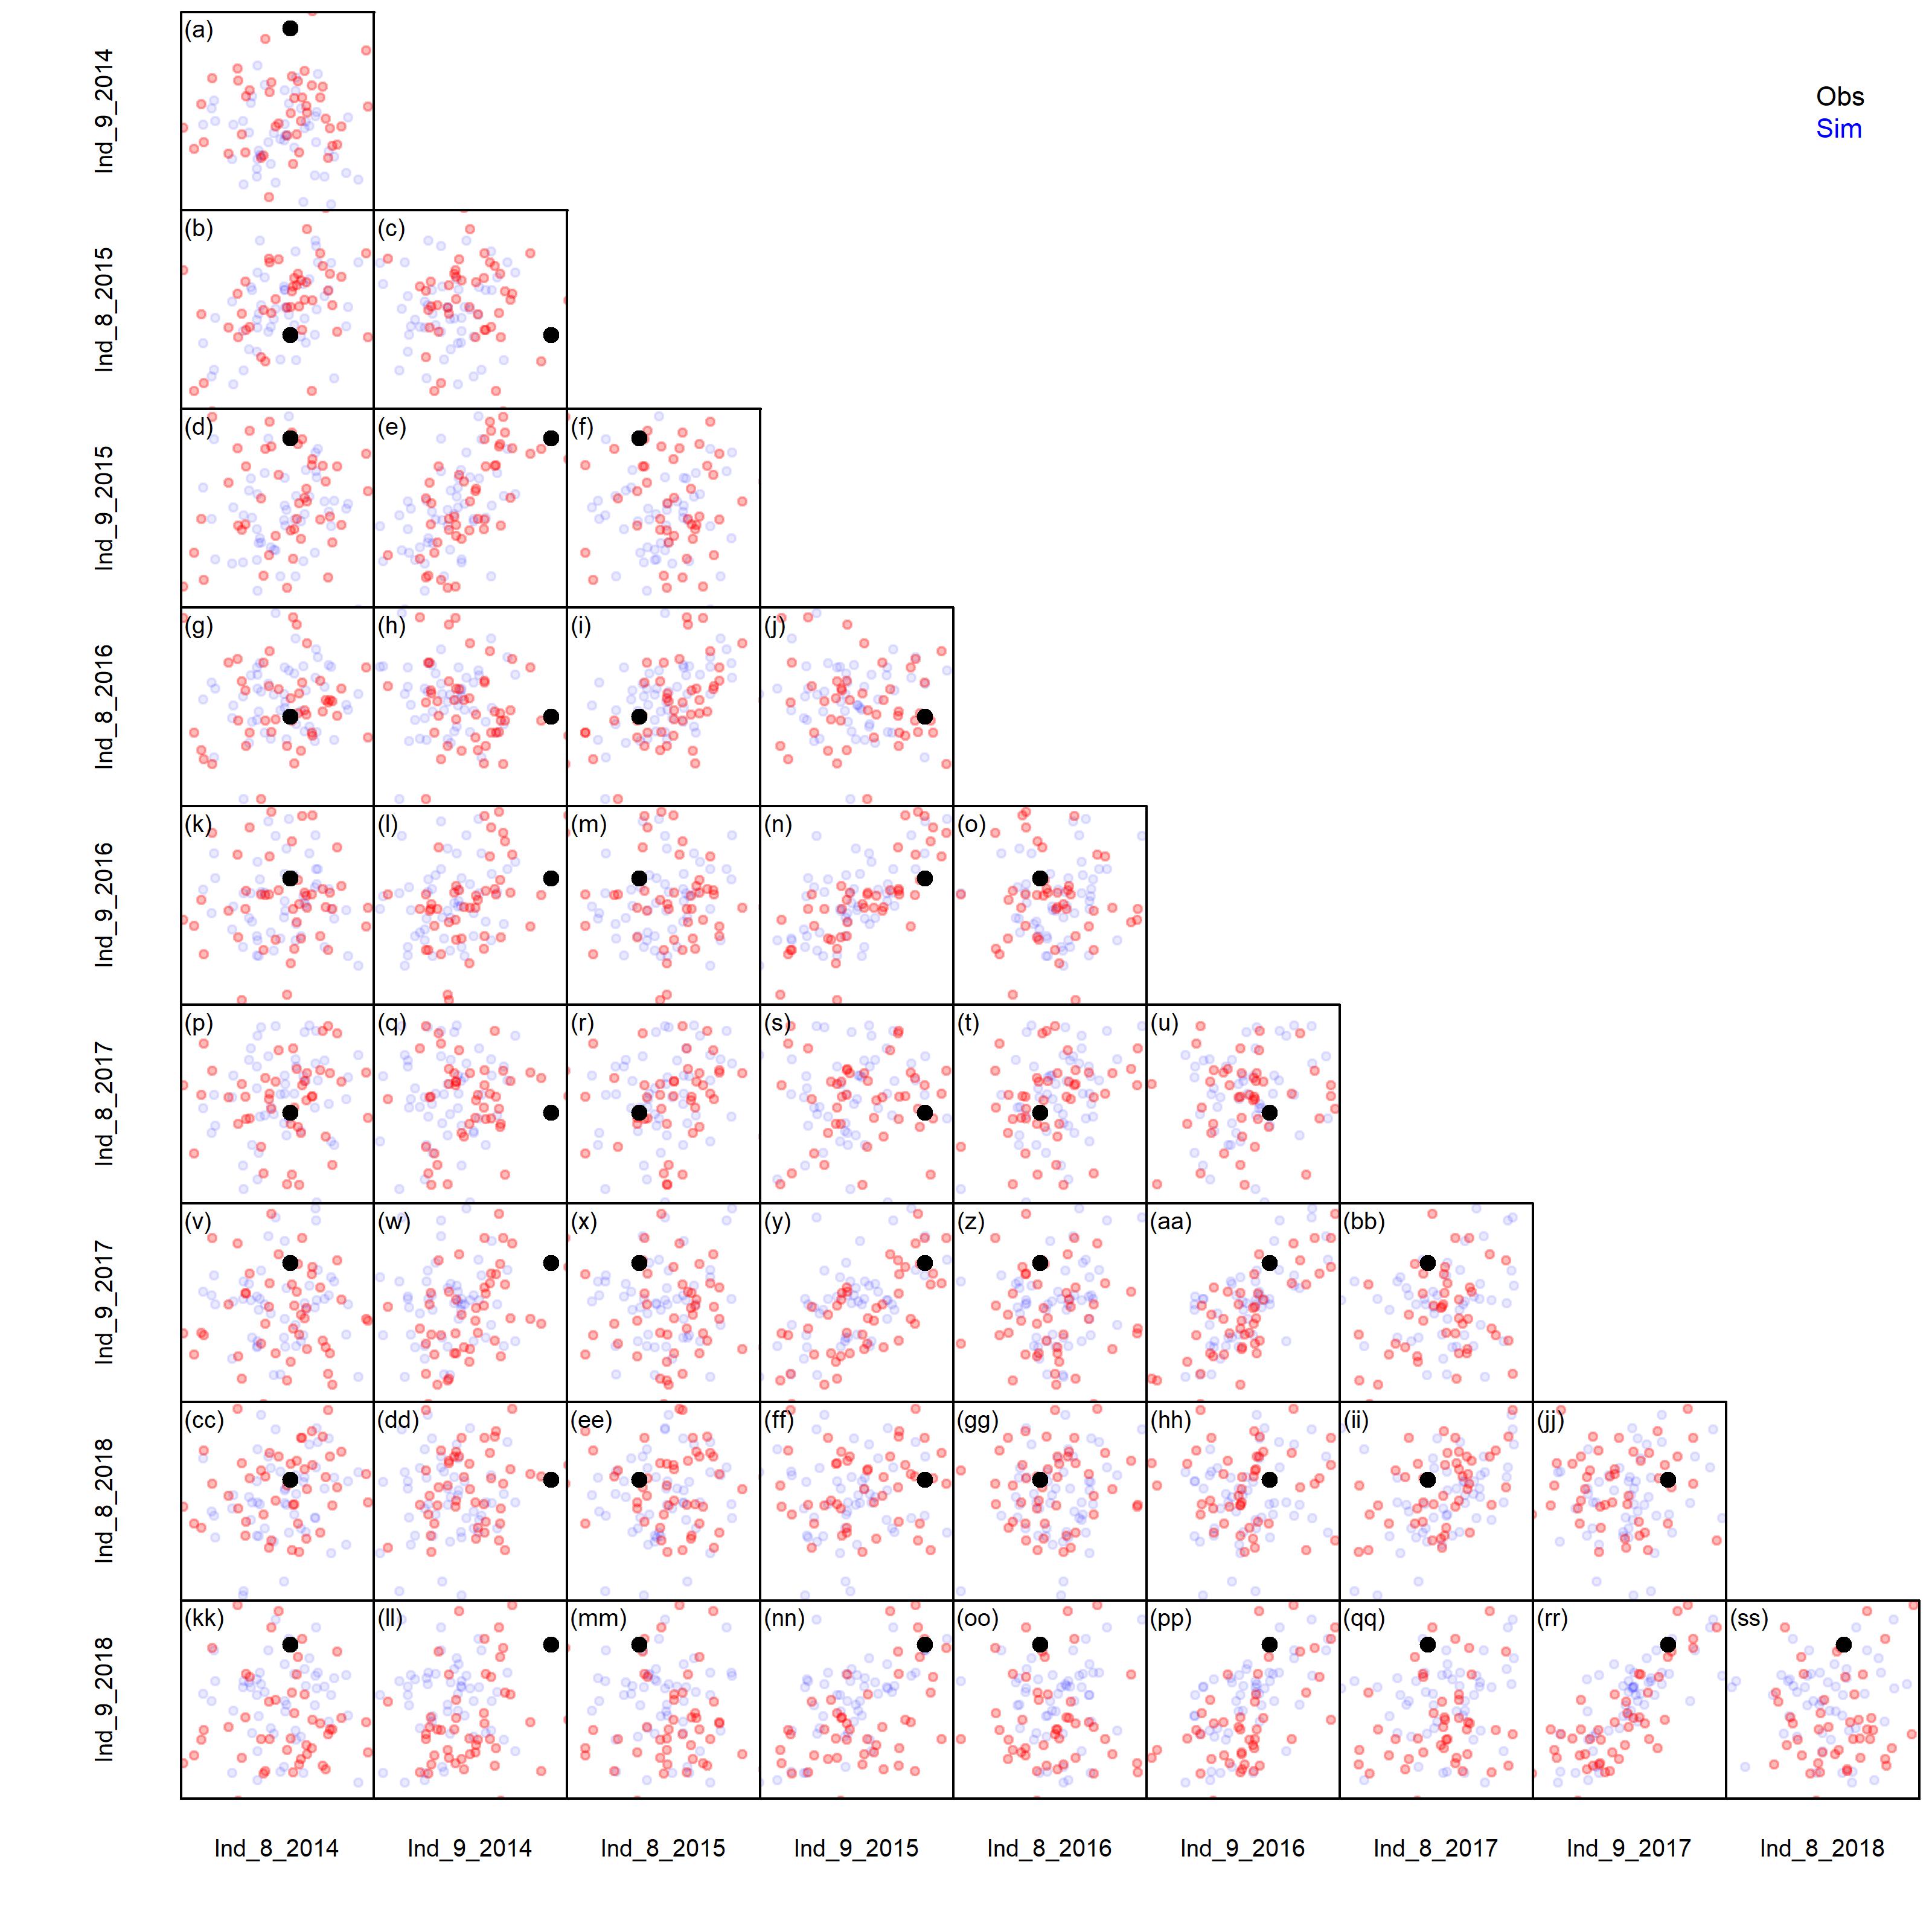 (a)
Ind_9_2014
Obs
Sim
(b) (c)
Ind_8_2015
(d) (e) (f)
Ind_9_2015
(g) (h) (i) (j)
Ind_8_2016
(k) (l) (m) (n) (o)
Ind_9_2016
(p) (q) (r) (s) (t) (u)
Ind_8_2017
(v) (w) (x) (y) (z) (aa) (bb)
Ind_9_2017
(cc) (dd) (ee) (ff) (gg) (hh) (ii) (jj)
Ind_8_2018
(kk) (ll) (mm) (nn) (oo) (pp) (qq) (rr) (ss)
Ind_9_2018
Ind_8_2014 Ind_9_2014 Ind_8_2015 Ind_9_2015 Ind_8_2016 Ind_9_2016 Ind_8_2017 Ind_9_2017 Ind_8_2018